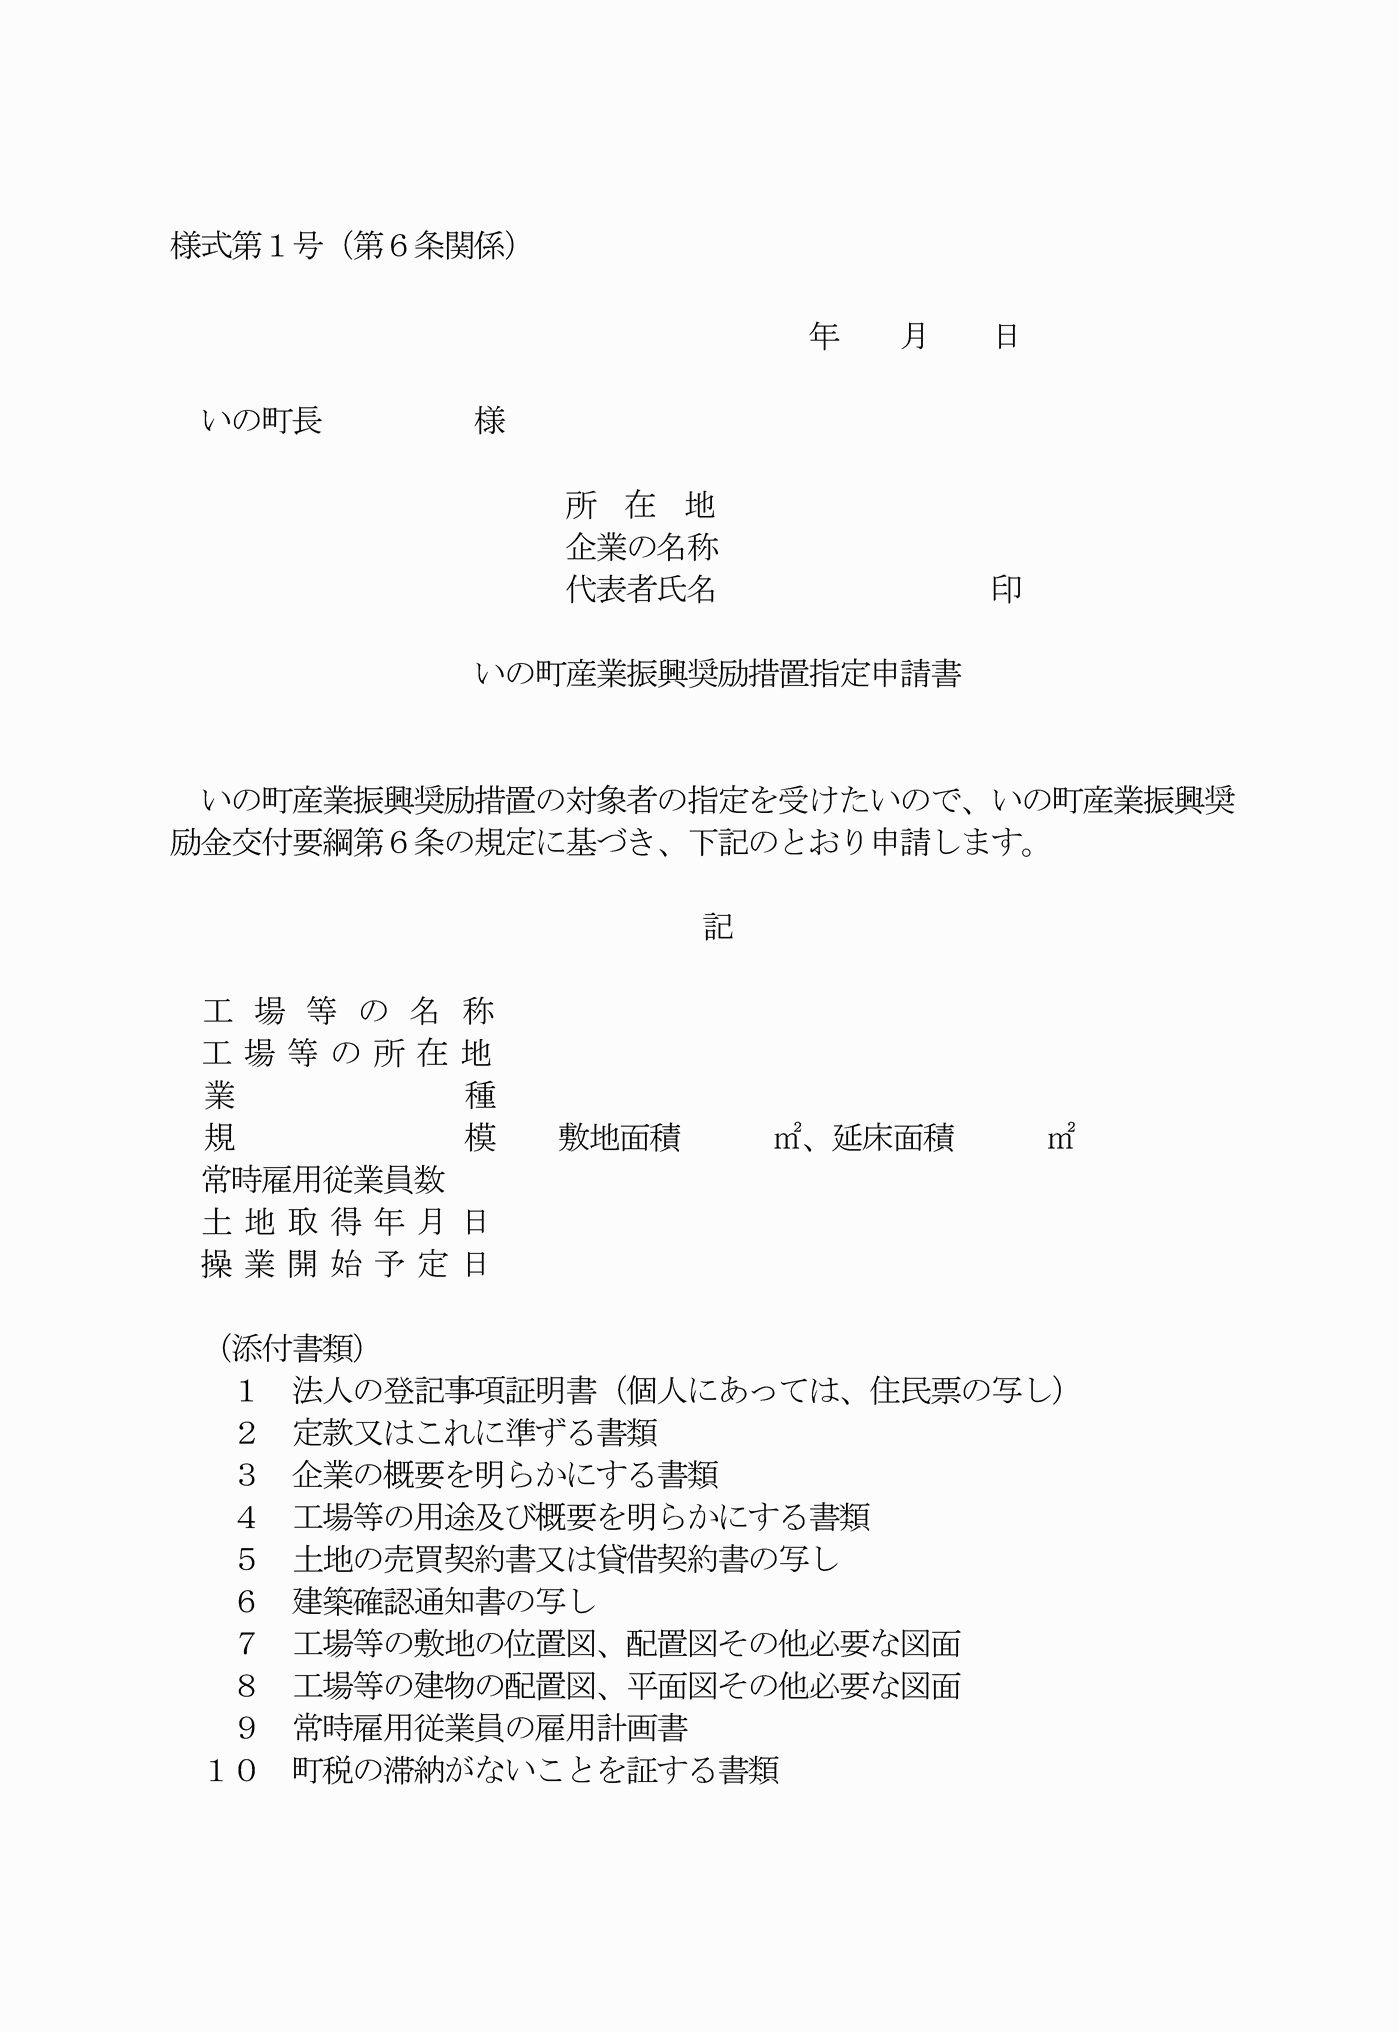 様式第１号（第６条関係）
年　　月　　日
いの町長　　　　　様
所　在　地
企業の名称
代表者氏名　　　　　　　　　印
いの町産業振興奨励措置指定申請書
いの町産業振興奨励措置の対象者の指定を受けたいので、いの町産業振興奨
励金交付要綱第６条の規定に基づき、下記のとおり申請します。
記
工場等の名称
工場等の所在地
業　　　　　　　種
規　　　　　　　模　　敷地面積　　　㎡、延床面積　　　㎡
常時雇用従業員数
土地取得年月日
操業開始予定日
（添付書類）
１　法人の登記事項証明書（個人にあっては、住民票の写し）
２　定款又はこれに準ずる書類
３　企業の概要を明らかにする書類
４　工場等の用途及び概要を明らかにする書類
５　土地の売買契約書又は貸借契約書の写し
６　建築確認通知書の写し
７　工場等の敷地の位置図、配置図その他必要な図面
８　工場等の建物の配置図、平面図その他必要な図面
９　常時雇用従業員の雇用計画書
１０　町税の滞納がないことを証する書類